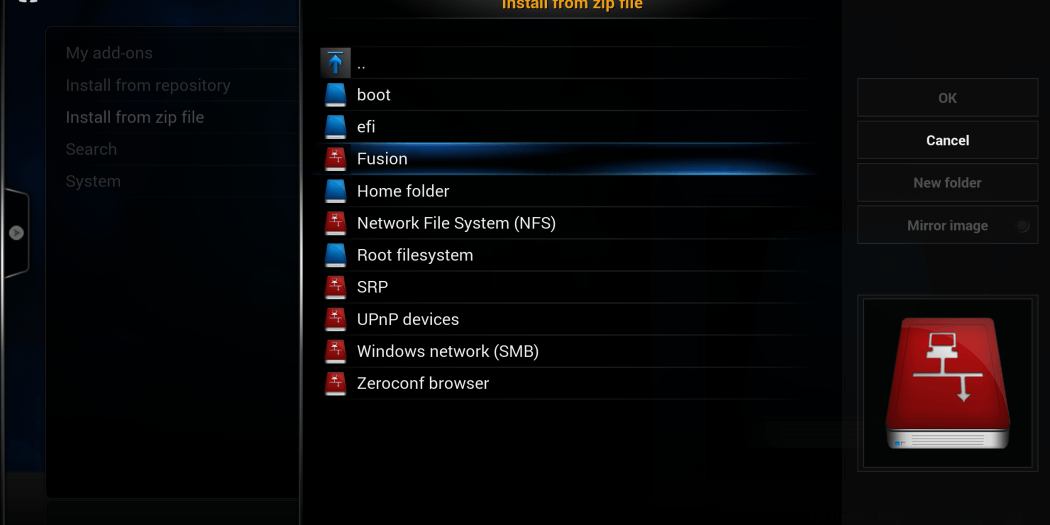 Install from zip file
My add-ons
Install from repository
Install from zip file
Search
System
..
boot
efi
Fusion
Home folder
Network File System (NFS)
Root filesystem
SRP
UPnP devices
Windows network (SMB)
Zeroconf browser
OK
Cancel
New folder
Mirror image